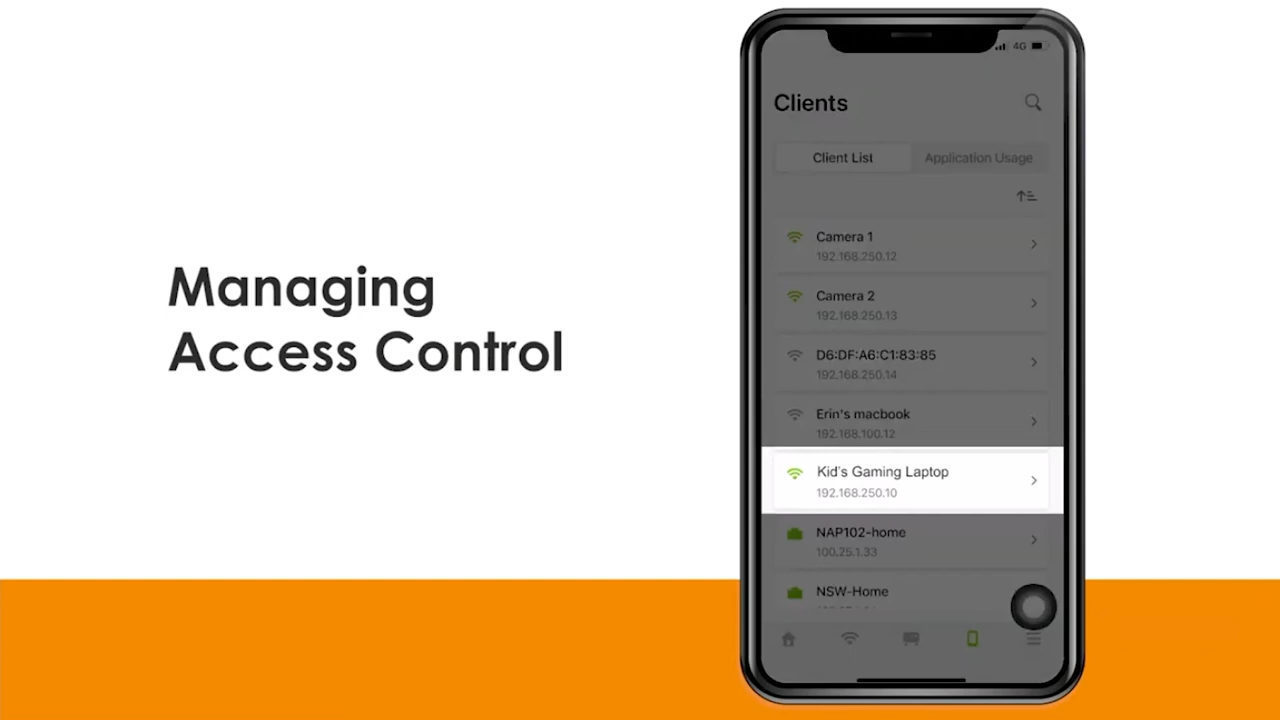 Managing
Access Control
4G
Clients
Client List
Application Usage
Camera 1
192.168.250.12
Camera 2
192.168.250.13
D6:DF:A6:C1:83:85
192.168.250.14
Erin's macbook
192.168.100.12
Kid's Gaming Laptop
192.168.250.10
NAP102-home
100.25.1.33
NSW-Home